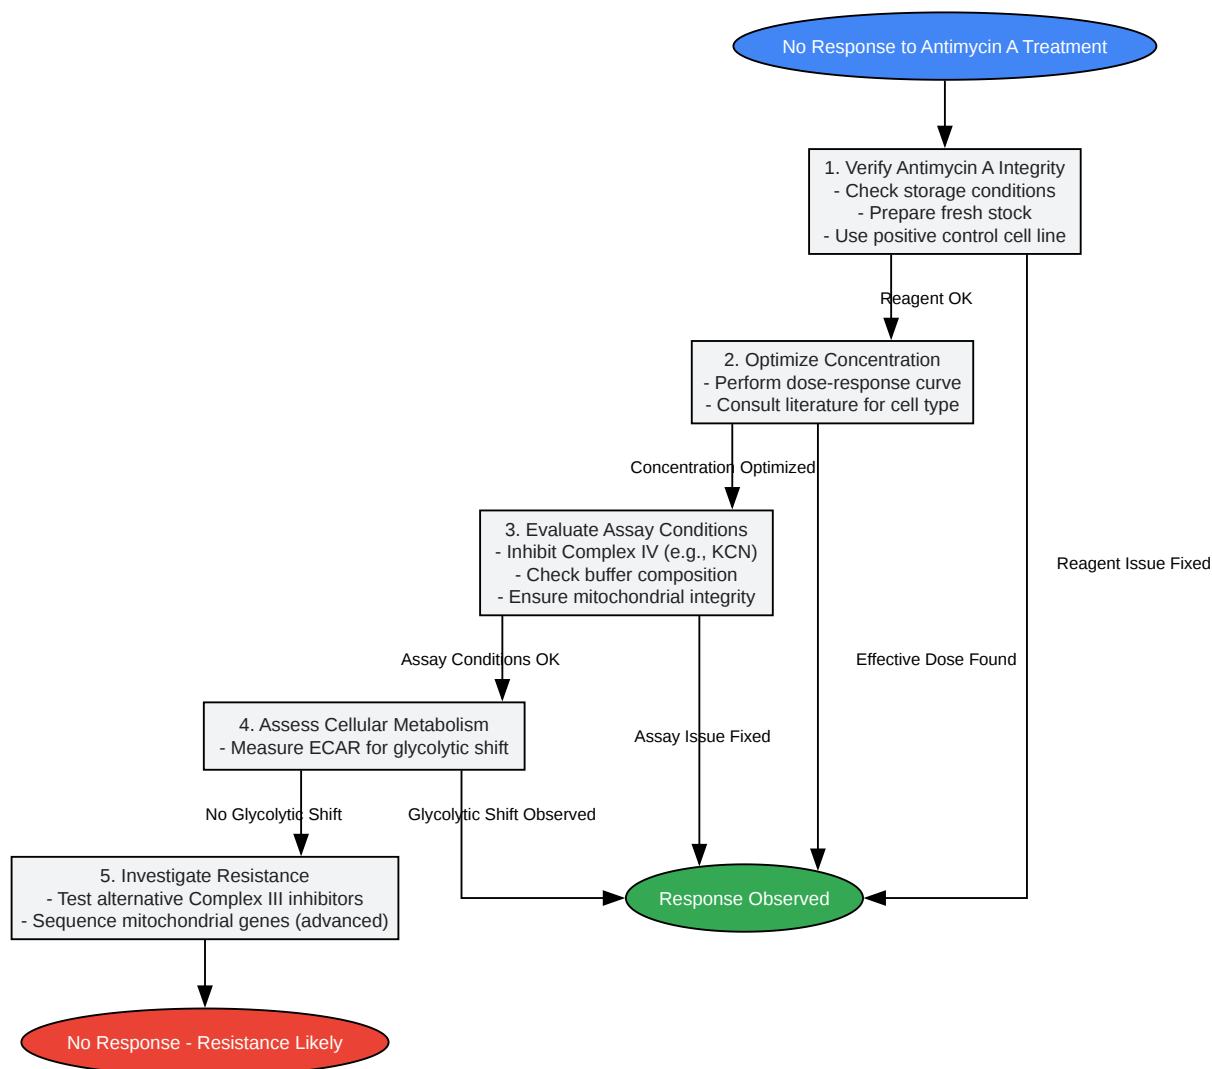 No Response to Antimycin A Treatment
1. Verify Antimycin A Integrity
- Check storage conditions
- Prepare fresh stock
- Use positive control cell line
Reagent OK
2. Optimize Concentration
- Perform dose-response curve
- Consult literature for cell type
Concentration Optimized
3. Evaluate Assay Conditions
- Inhibit Complex IV (e.g., KCN)
- Check buffer composition
- Ensure mitochondrial integrity
Reagent Issue Fixed
Assay Conditions OK
Effective Dose Found
4. Assess Cellular Metabolism
- Measure ECAR for glycolytic shift
Assay Issue Fixed
No Glycolytic Shift
Glycolytic Shift Observed
5. Investigate Resistance
- Test alternative Complex III inhibitors
- Sequence mitochondrial genes (advanced)
Response Observed
No Response - Resistance Likely